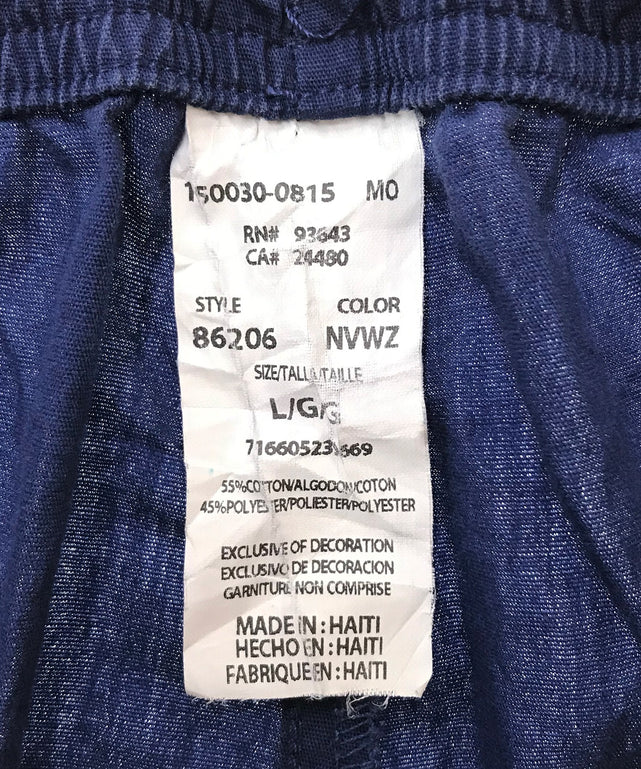 150030-0815 MO
RN# 93643
CA# 24480
STYLE COLOR
86206 NVWZ
SIZE/TALLA/TAILLE
L/G/G
55%COTTON/ALGODON/COTON
45%POLYESTER/POLIESTER/POLYESTER
EXCLUSIVE OF DECORATION
EXCLUSIVO DE DECORACION
GARNITURE NON COMPRISE
MADE IN : HAITI
HECHO EN : HAITI
FABRIQUE EN : HAITI